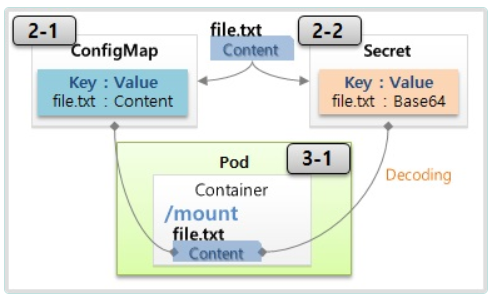 2-1
ConfigMap
Key : Value
file.txt : Content
file.txt
Content
2-2
Secret
Key : Value
file.txt : Base64
Decoding
3-1
Pod
Container
/mount
file.txt
Content